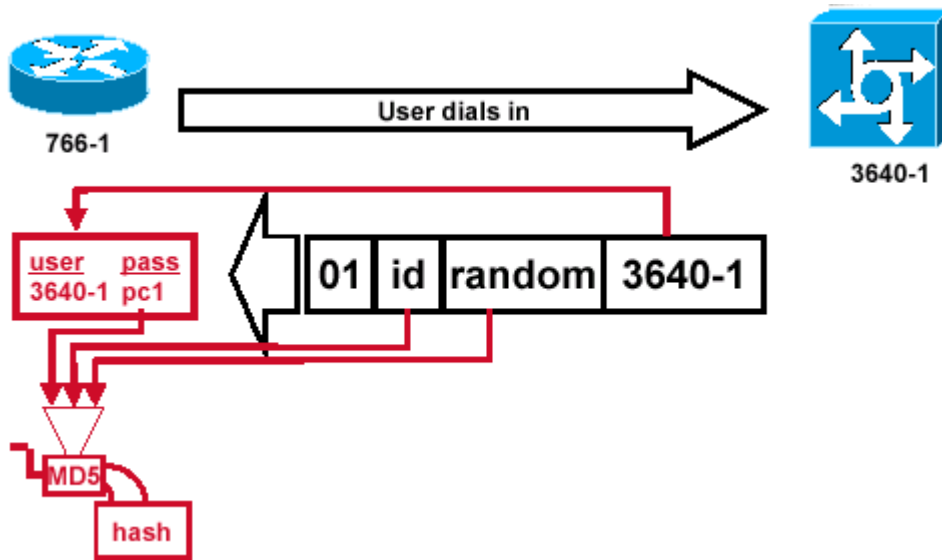 User dials in
766-1
3640-1
user pass
3640-1 pc1
01 id random 3640-1
MD5
hash